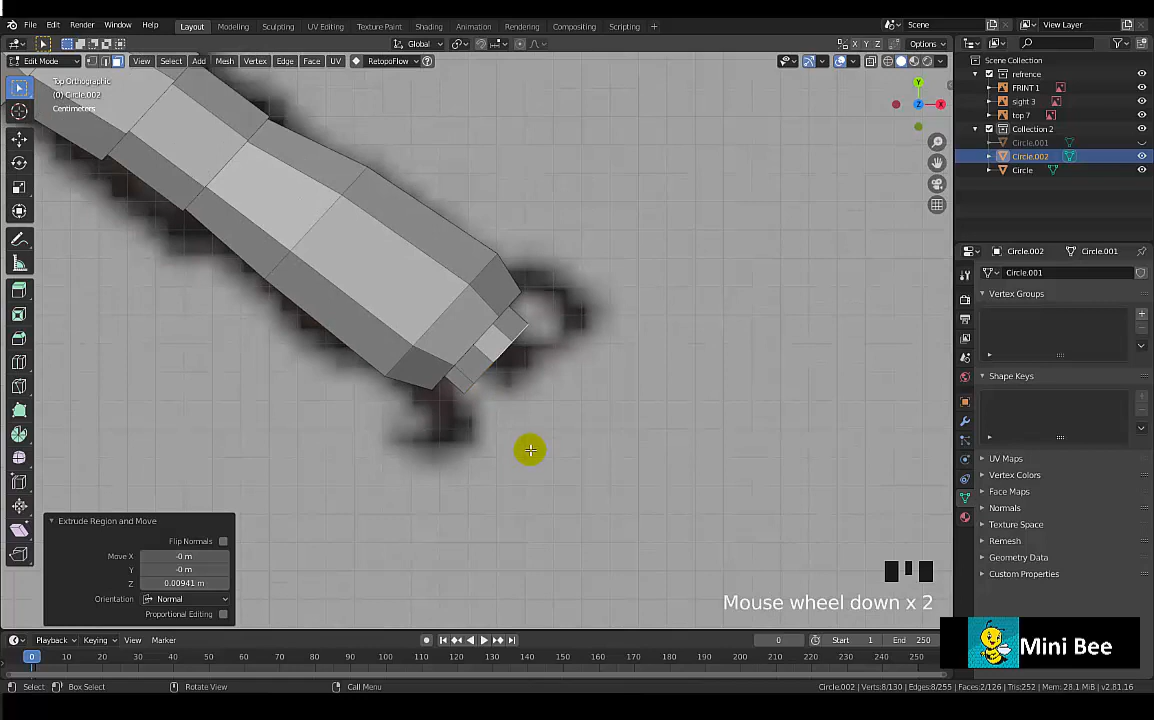 File Edit Render Window Help Layout Modeling Sculpting UV Editing Texture Paint Shading Animation Rendering Compositing Scripting + Scene View Layer
Global X Y Z Options
Edit Mode View Select Add Mesh Vertex Edge Face UV RetopoFlow
Top Orthographic
(0) Circle.002
Centimeters
Y
Z
X
Scene Collection
refrence
FRINT 1
sight 3
top 7
Collection 2
Circle.001
Circle.002
Circle
Circle.002 Circle.001
Circle.001
Vertex Groups
Shape Keys
UV Maps
Vertex Colors
Face Maps
Normals
Texture Space
Remesh
Geometry Data
Custom Properties
Extrude Region and Move
Flip Normals
Move X -0 m
Y -0 m
Z 0.00941 m
Orientation Normal
Proportional Editing
Mouse wheel down x 2
Mini Bee
Playback Keying View Marker 0 Start 1 End 250
0 10 20 30 40 50 60 70 80 90 100 110 120 130 140 150 160 170 180 190 200 210 220 230 240 250
Select Box Select Rotate View Call Menu Circle.002 | Verts:8/130 | Edges:8/255 | Faces:2/126 | Tris:252 | Mem: 28.1 MiB | v2.81.16